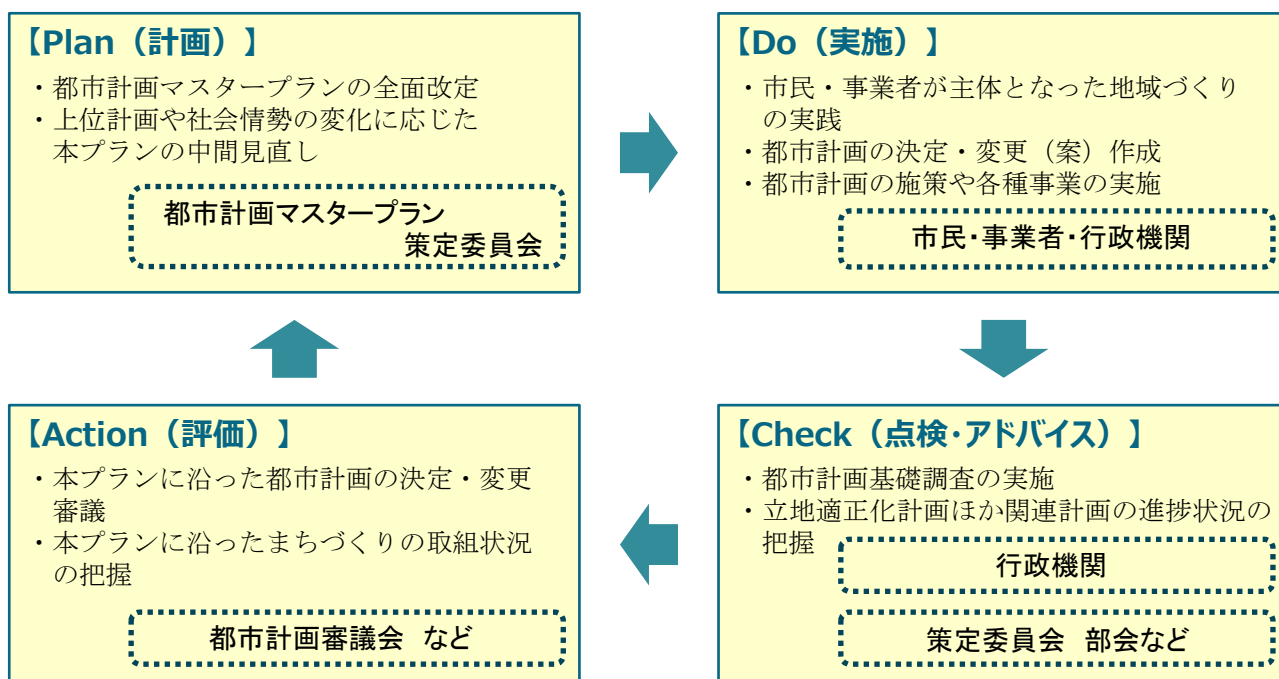 【Plan（計画）】
・都市計画マスタープランの全面改定
・上位計画や社会情勢の変化に応じた
本プランの中間見直し
都市計画マスタープラン
策定委員会
【Do（実施）】
・市民・事業者が主体となった地域づくり
の実践
・都市計画の決定・変更（案）作成
・都市計画の施策や各種事業の実施
市民・事業者・行政機関
【Check（点検・アドバイス）】
・都市計画基礎調査の実施
・立地適正化計画ほか関連計画の進捗状況の
把握
行政機関
策定委員会　部会など
【Action（評価）】
・本プランに沿った都市計画の決定・変更
審議
・本プランに沿ったまちづくりの取組状況
の把握
都市計画審議会　など